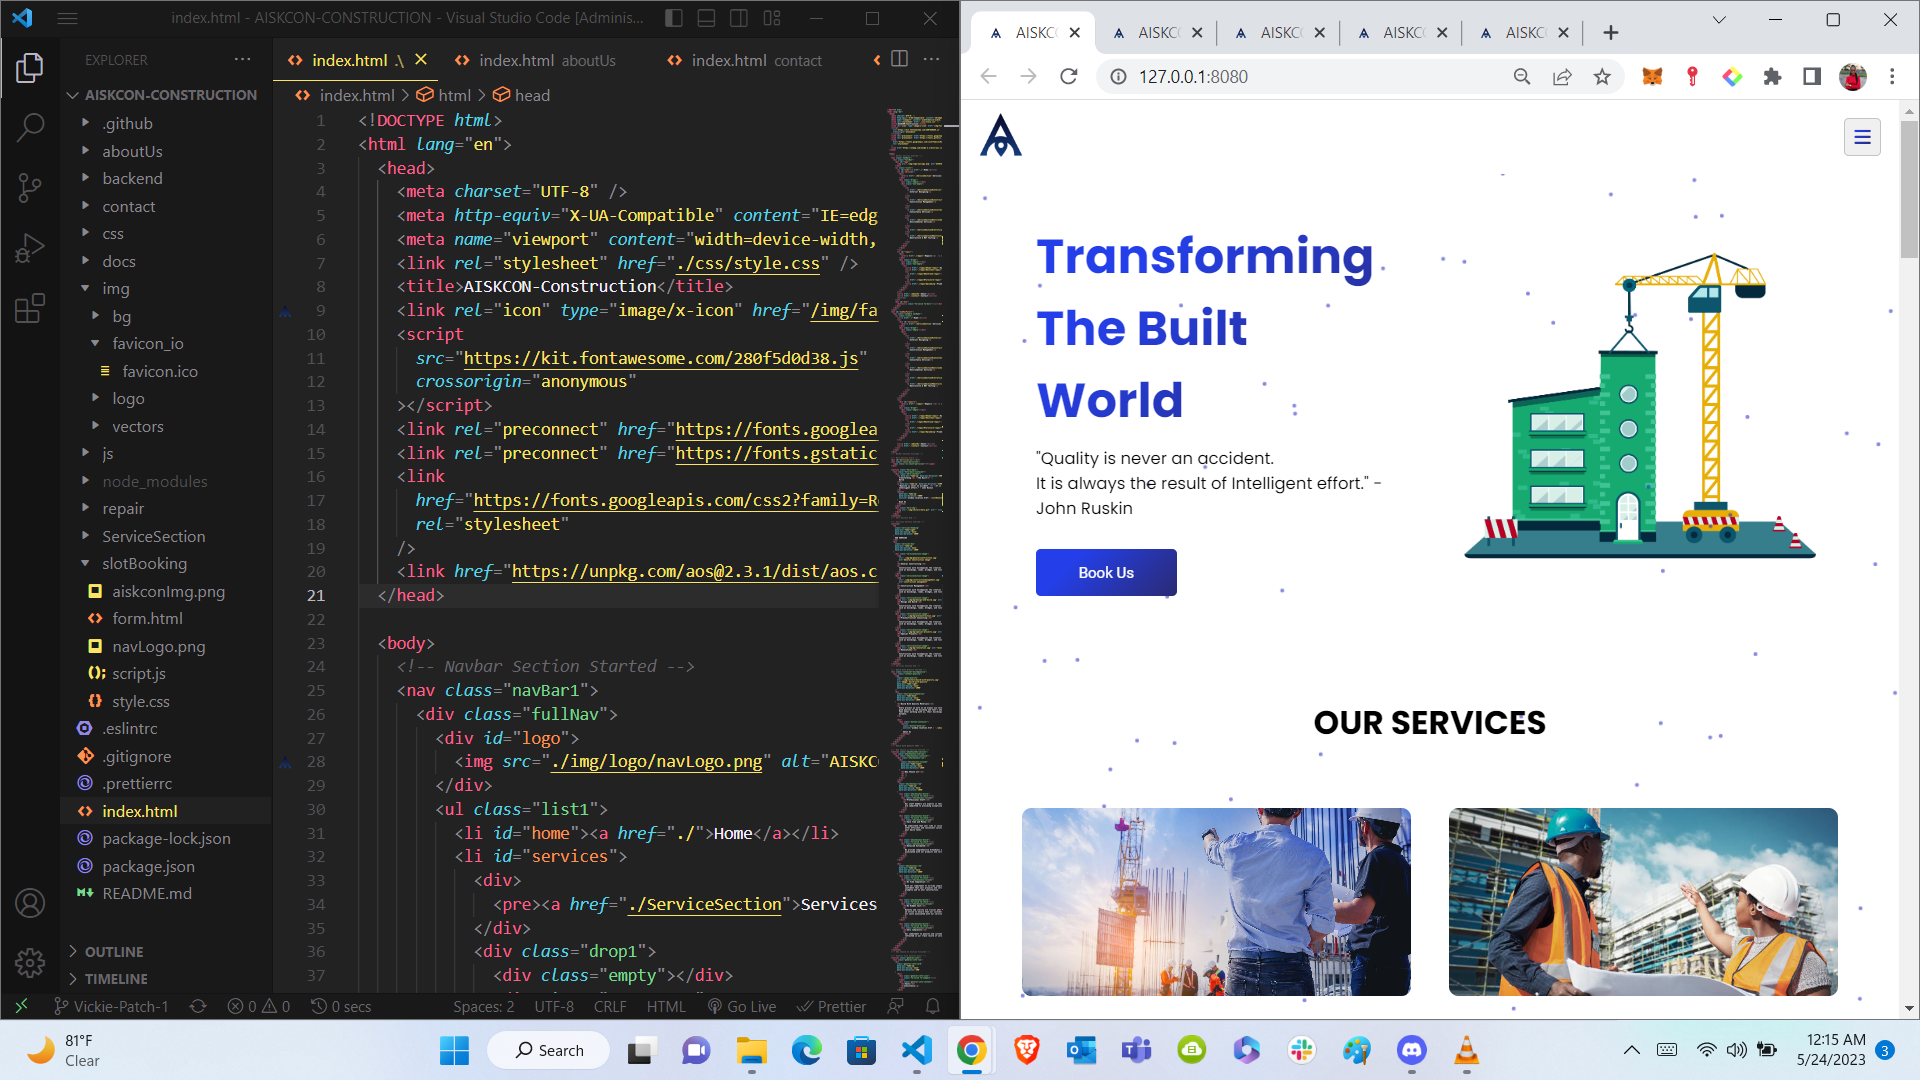 index.html - AISKCON-CONSTRUCTION - Visual Studio Code [Adminis...
EXPLORER
AISKCON-CONSTRUCTION
.github
aboutUs
backend
contact
css
docs
img
bg
favicon_io
favicon.ico
logo
vectors
js
node_modules
repair
ServiceSection
slotBooking
aiskconImg.png
form.html
navLogo.png
script.js
style.css
.eslintrc
.gitignore
.prettierrc
index.html
package-lock.json
package.json
README.md
OUTLINE
TIMELINE
index.html .\
index.html aboutUs
index.html contact
index.html > html > head
1 <!DOCTYPE html>
2 <html lang="en">
3 <head>
4 <meta charset="UTF-8" />
5 <meta http-equiv="X-UA-Compatible" content="IE=edg
6 <meta name="viewport" content="width=device-width,
7 <link rel="stylesheet" href="./css/style.css" />
8 <title>AISKCON-Construction</title>
9 <link rel="icon" type="image/x-icon" href="/img/fa
10 <script
11 src="https://kit.fontawesome.com/280f5d0d38.js"
12 crossorigin="anonymous"
13 ></script>
14 <link rel="preconnect" href="https://fonts.googlea
15 <link rel="preconnect" href="https://fonts.gstatic
16 <link
17 href="https://fonts.googleapis.com/css2?family=R
18 rel="stylesheet"
19 />
20 <link href="https://unpkg.com/aos@2.3.1/dist/aos.c
21 </head>
22
23 <body>
24 <!-- Navbar Section Started -->
25 <nav class="navBar1">
26 <div class="fullNav">
27 <div id="logo">
28 <img src="./img/logo/navLogo.png" alt="AISKC
29 </div>
30 <ul class="list1">
31 <li id="home"><a href="./">Home</a></li>
32 <li id="services">
33 <div>
34 <pre><a href="./ServiceSection">Services
35 </div>
36 <div class="drop1">
37 <div class="empty"></div>
Vickie-Patch-1
0 0
0 secs
Spaces: 2
UTF-8
CRLF
HTML
Go Live
Prettier
AISKC
AISKC
AISKC
AISKC
AISKC
127.0.0.1:8080
Transforming
The Built
World
"Quality is never an accident.
It is always the result of Intelligent effort." -
John Ruskin
Book Us
OUR SERVICES
81°F
Clear
Search
12:15 AM
5/24/2023
3